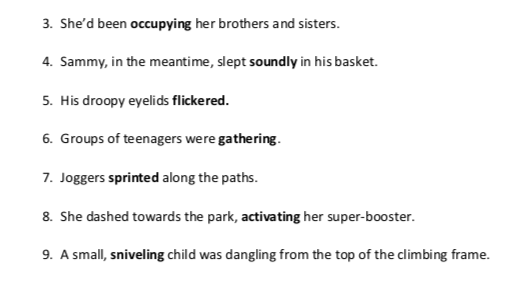 3. She'd been occupying her brothers and sisters.
4. Sammy, in the meantime, slept soundly in his basket.
5. His droopy eyelids flickered.
6. Groups of teenagers were gathering.
7. Joggers sprinted along the paths.
8. She dashed towards the park, activating her super-booster.
9. A small, sniveling child was dangling from the top of the climbing frame.